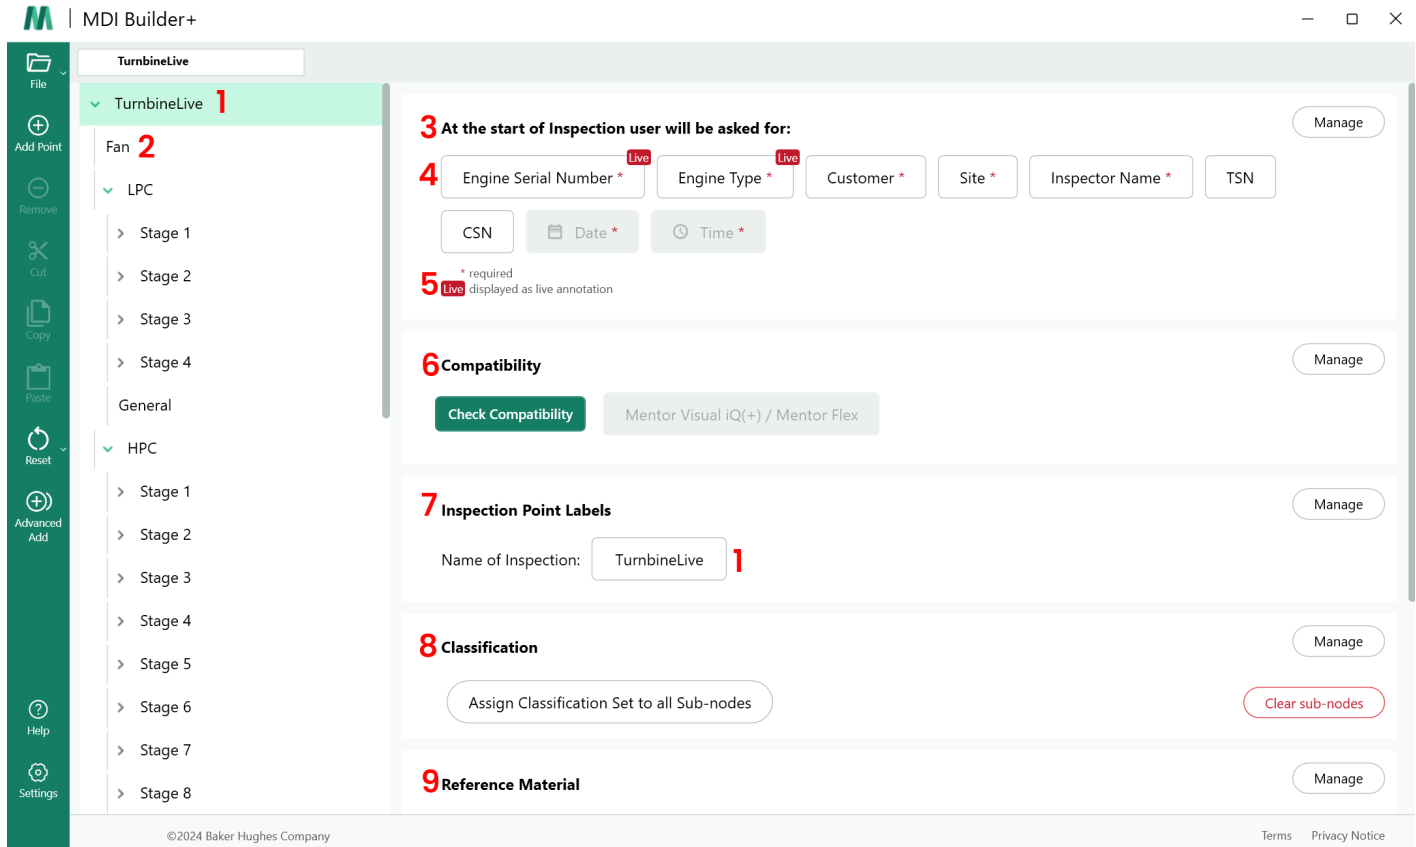 MDI Builder+
File
Add Point
Remove
Cut
Copy
Paste
Reset
Advanced
Add
Help
Settings
TurnbineLive
TurnbineLive 1
Fan 2
LPC
Stage 1
Stage 2
Stage 3
Stage 4
General
HPC
Stage 1
Stage 2
Stage 3
Stage 4
Stage 5
Stage 6
Stage 7
Stage 8
3 At the start of Inspection user will be asked for: Manage
Live Live
4 Engine Serial Number * Engine Type * Customer * Site * Inspector Name * TSN
CSN Date * Time *
* required
5 Live displayed as live annotation
6 Compatibility Manage
Check Compatibility Mentor Visual iQ(+) / Mentor Flex
7 Inspection Point Labels Manage
Name of Inspection: TurnbineLive 1
8 Classification Manage
Assign Classification Set to all Sub-nodes Clear sub-nodes
9 Reference Material Manage
©2024 Baker Hughes Company Terms Privacy Notice